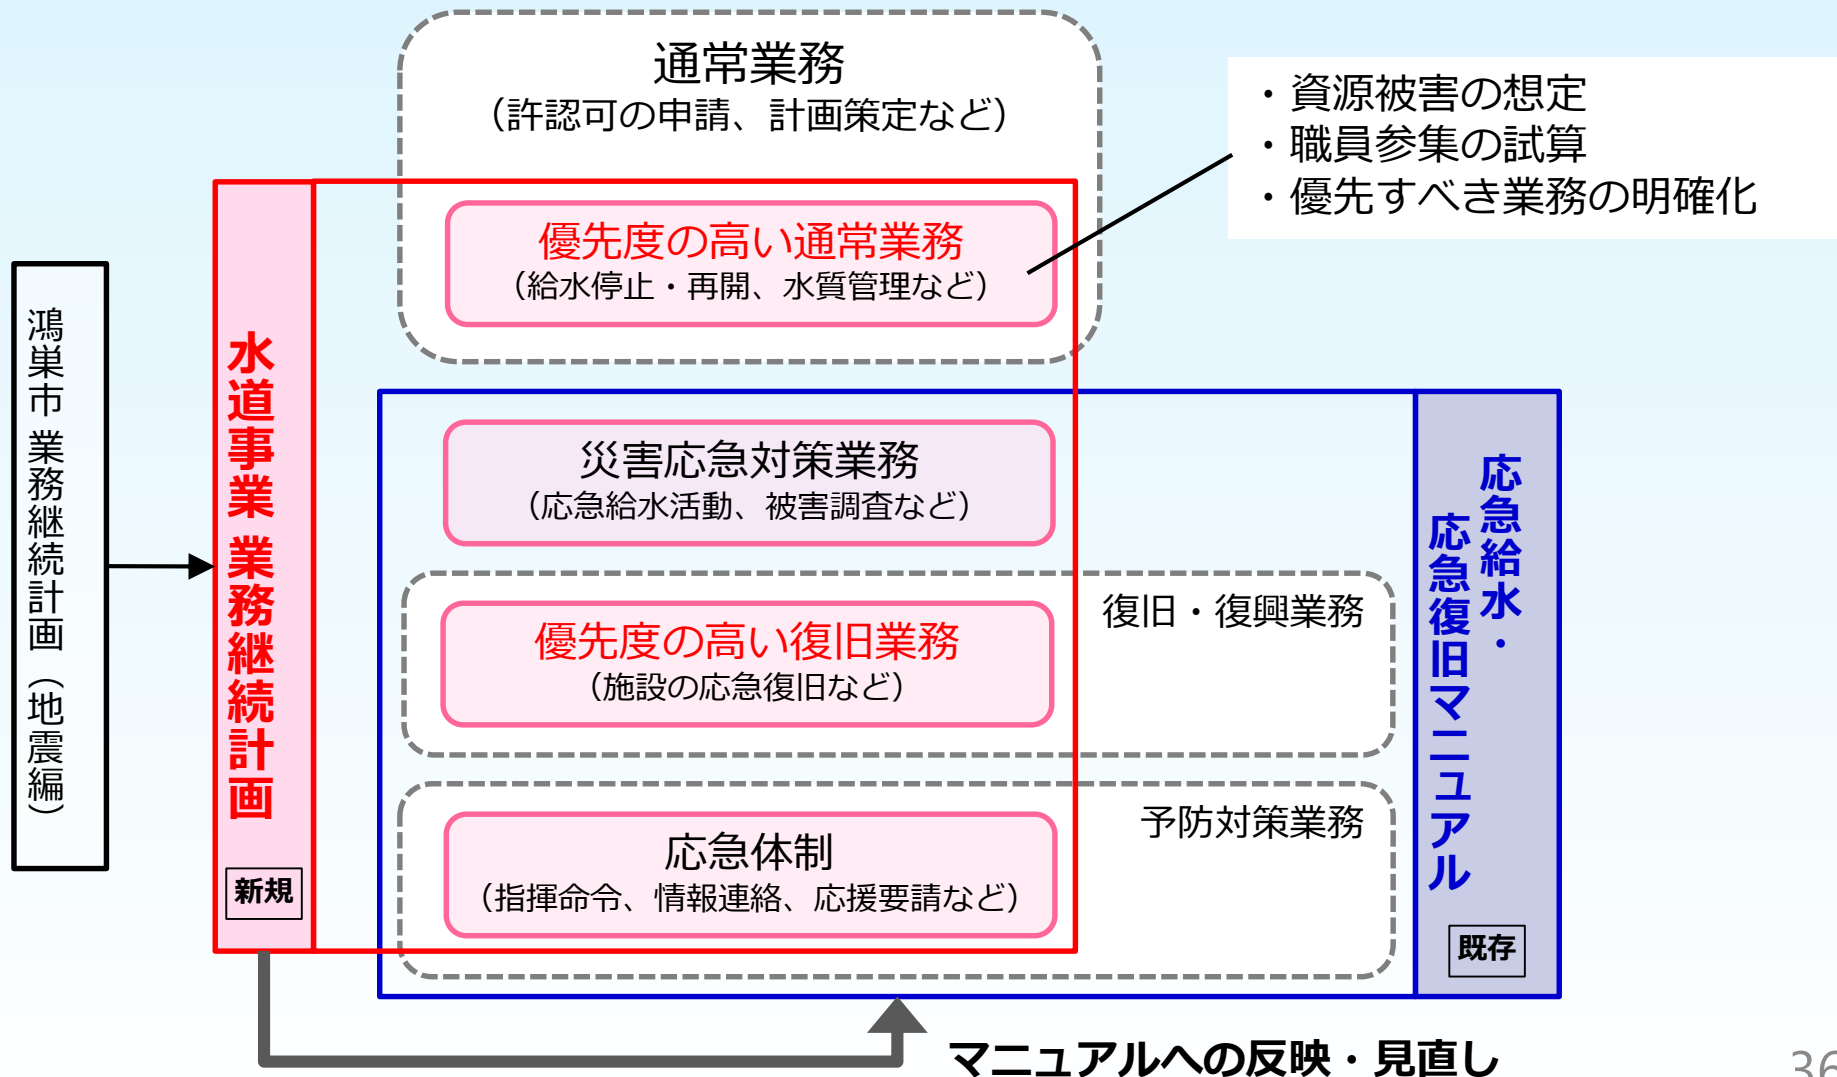 通常業務
（許認可の申請、計画策定など）
・資源被害の想定
・職員参集の試算
・優先すべき業務の明確化
優先度の高い通常業務
（給水停止・再開、水質管理など）
鴻巣市 業務継続計画（地震編）
水道事業 業務継続計画
新規
災害応急対策業務
（応急給水活動、被害調査など）
復旧・復興業務
優先度の高い復旧業務
（施設の応急復旧など）
予防対策業務
応急体制
（指揮命令、情報連絡、応援要請など）
応急給水・
応急復旧マニュアル
既存
マニュアルへの反映・見直し
36